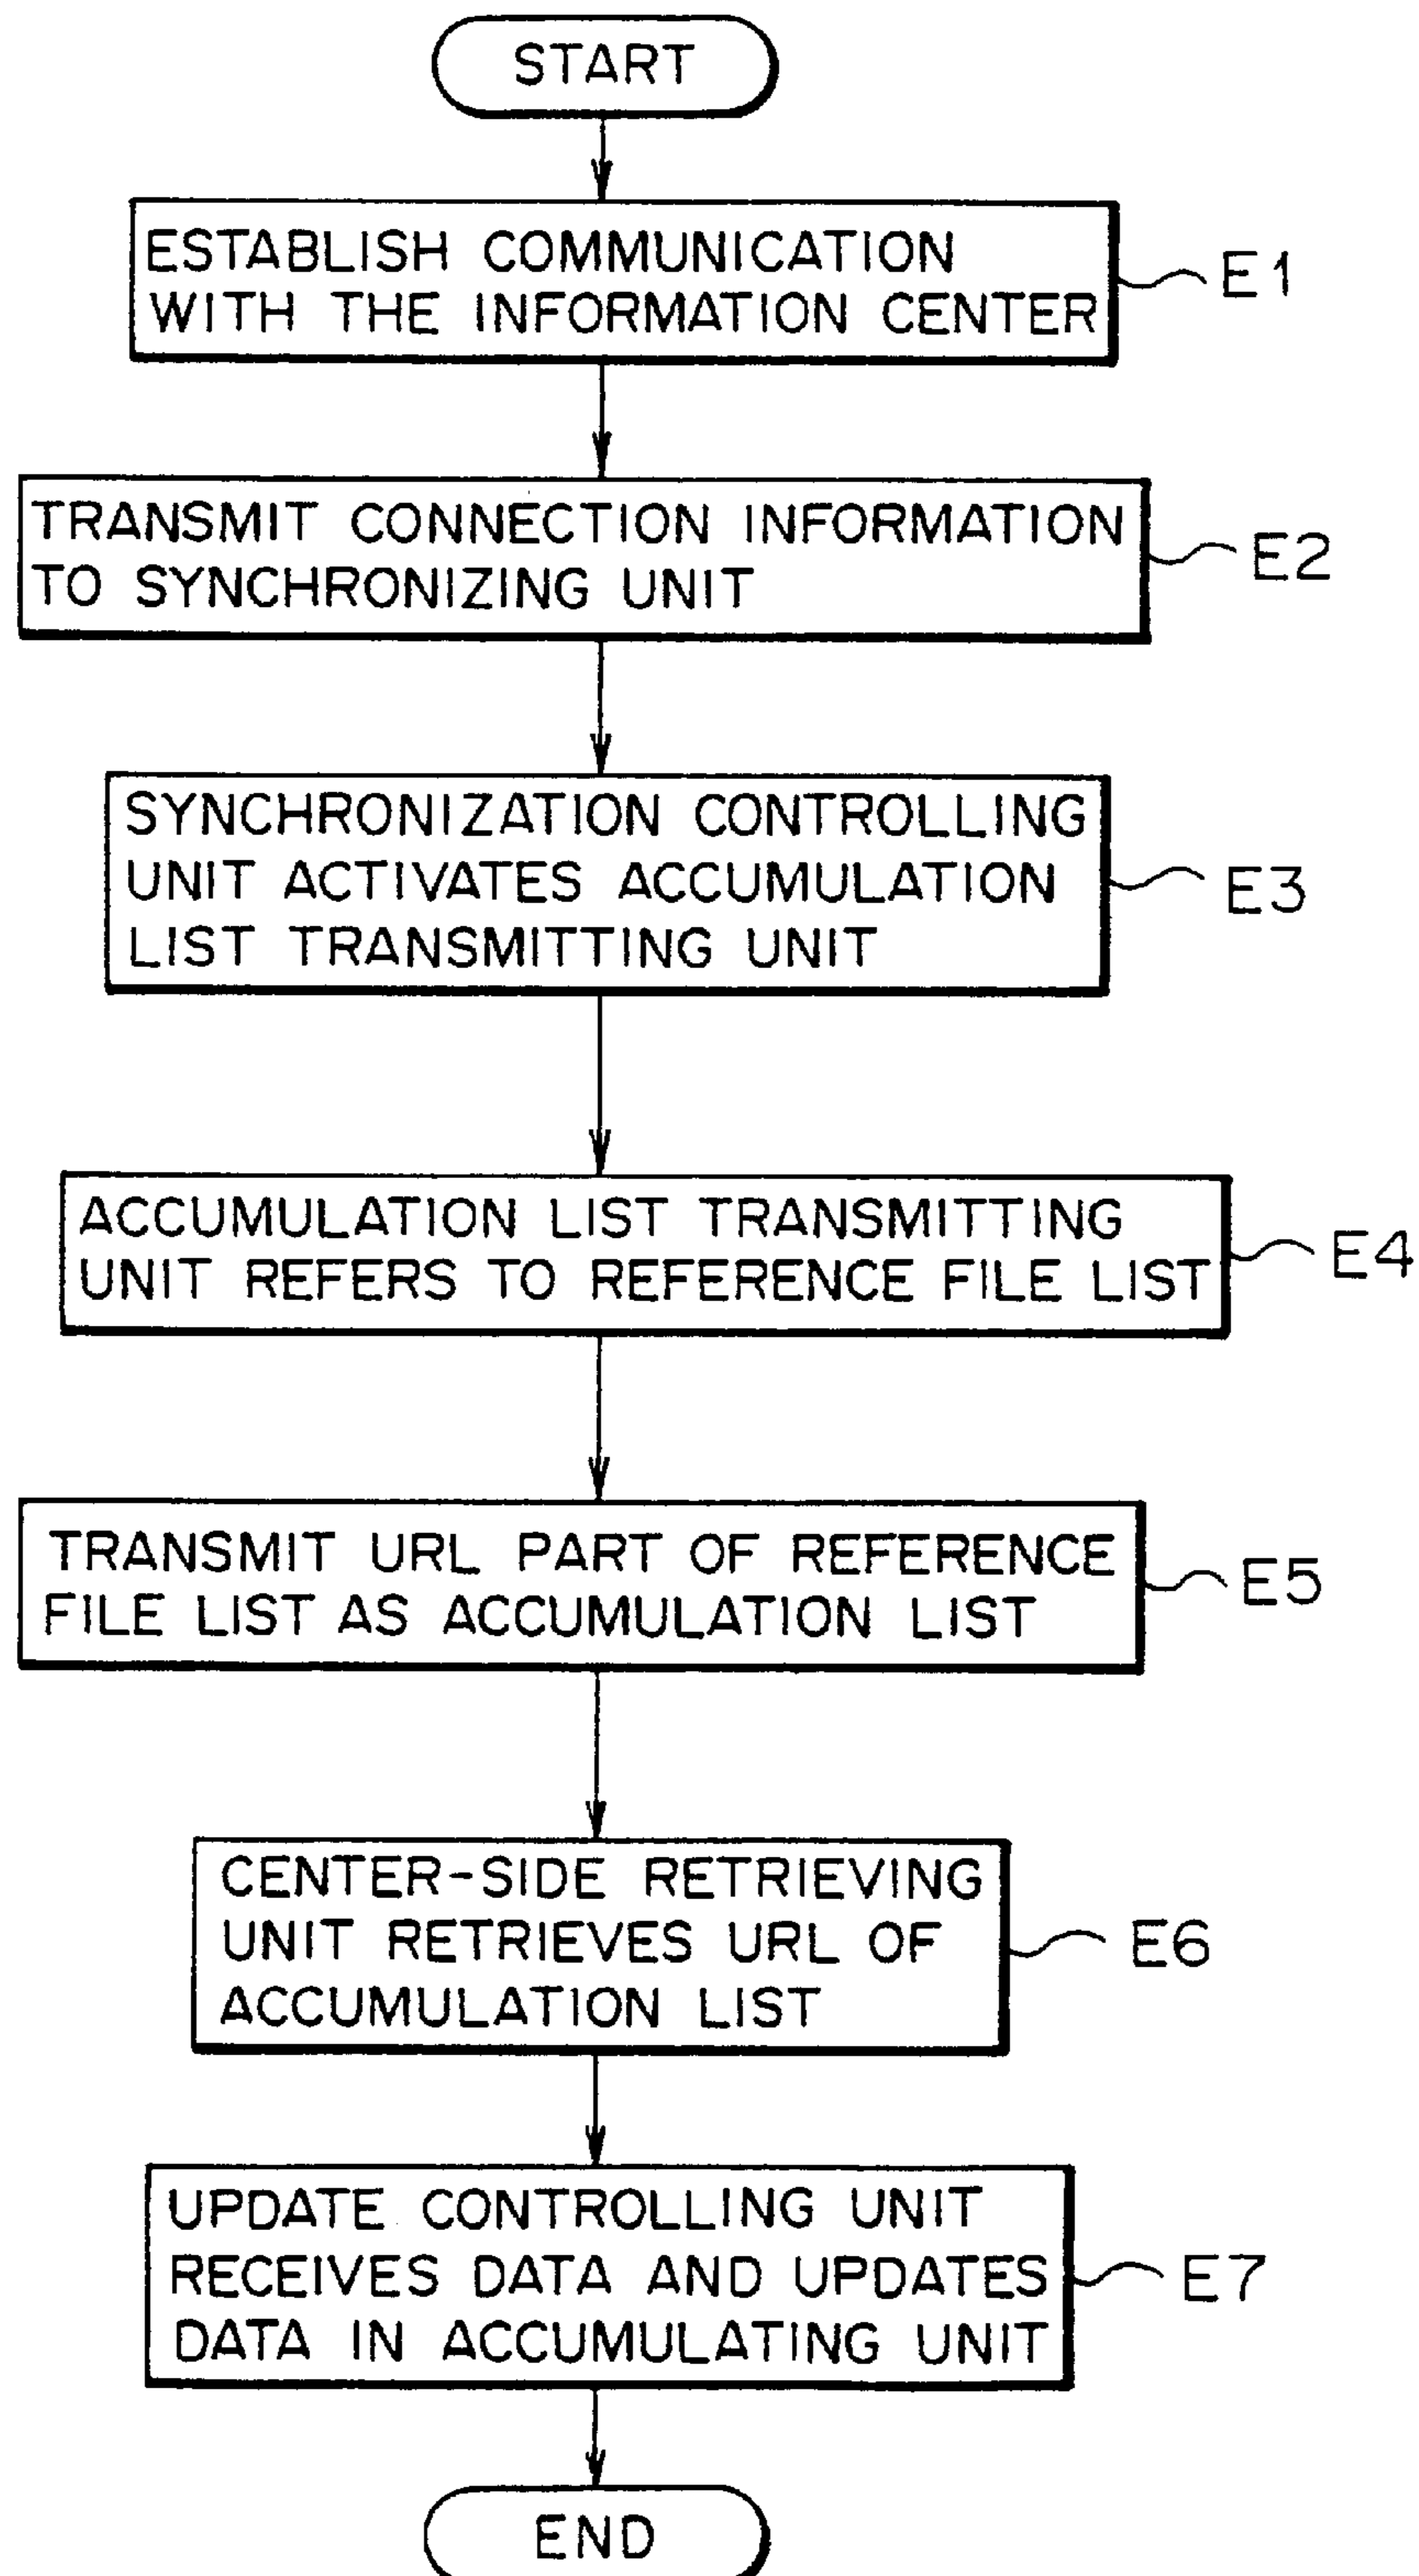 START
ESTABLISH COMMUNICATION
WITH THE INFORMATION CENTER
E1
TRANSMIT CONNECTION INFORMATION
TO SYNCHRONIZING UNIT
E2
SYNCHRONIZATION CONTROLLING
UNIT ACTIVATES ACCUMULATION
LIST TRANSMITTING UNIT
E3
ACCUMULATION LIST TRANSMITTING
UNIT REFERS TO REFERENCE FILE LIST
E4
TRANSMIT URL PART OF REFERENCE
FILE LIST AS ACCUMULATION LIST
E5
CENTER-SIDE RETRIEVING
UNIT RETRIEVES URL OF
ACCUMULATION LIST
E6
UPDATE CONTROLLING UNIT
RECEIVES DATA AND UPDATES
DATA IN ACCUMULATING UNIT
E7
END